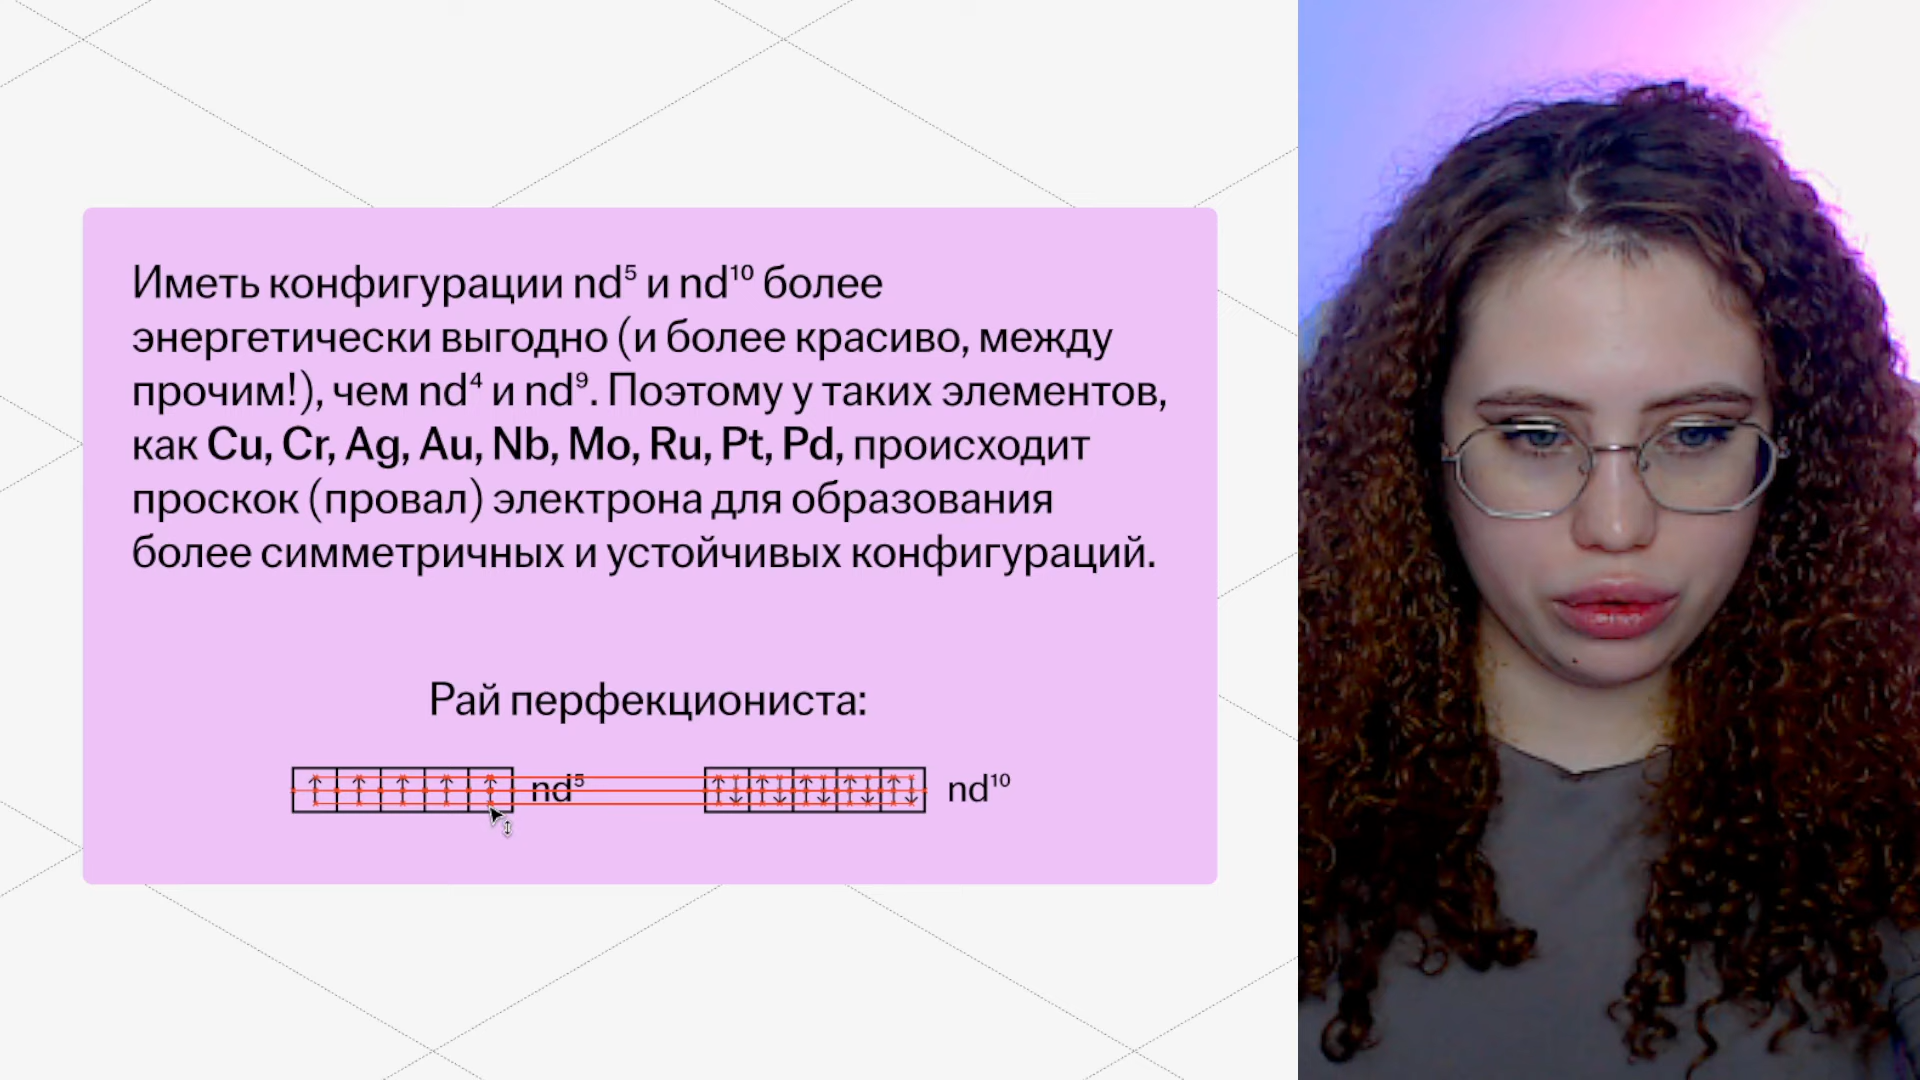 Иметь конфигурации nd⁵ и nd¹⁰ более
энергетически выгодно (и более красиво, между
прочим!), чем nd⁴ и nd⁹. Поэтому у таких элементов,
как Cu, Cr, Ag, Au, Nb, Mo, Ru, Pt, Pd, происходит
проскок (провал) электрона для образования
более симметричных и устойчивых конфигураций.
Рай перфекциониста:
nd⁵ nd¹⁰